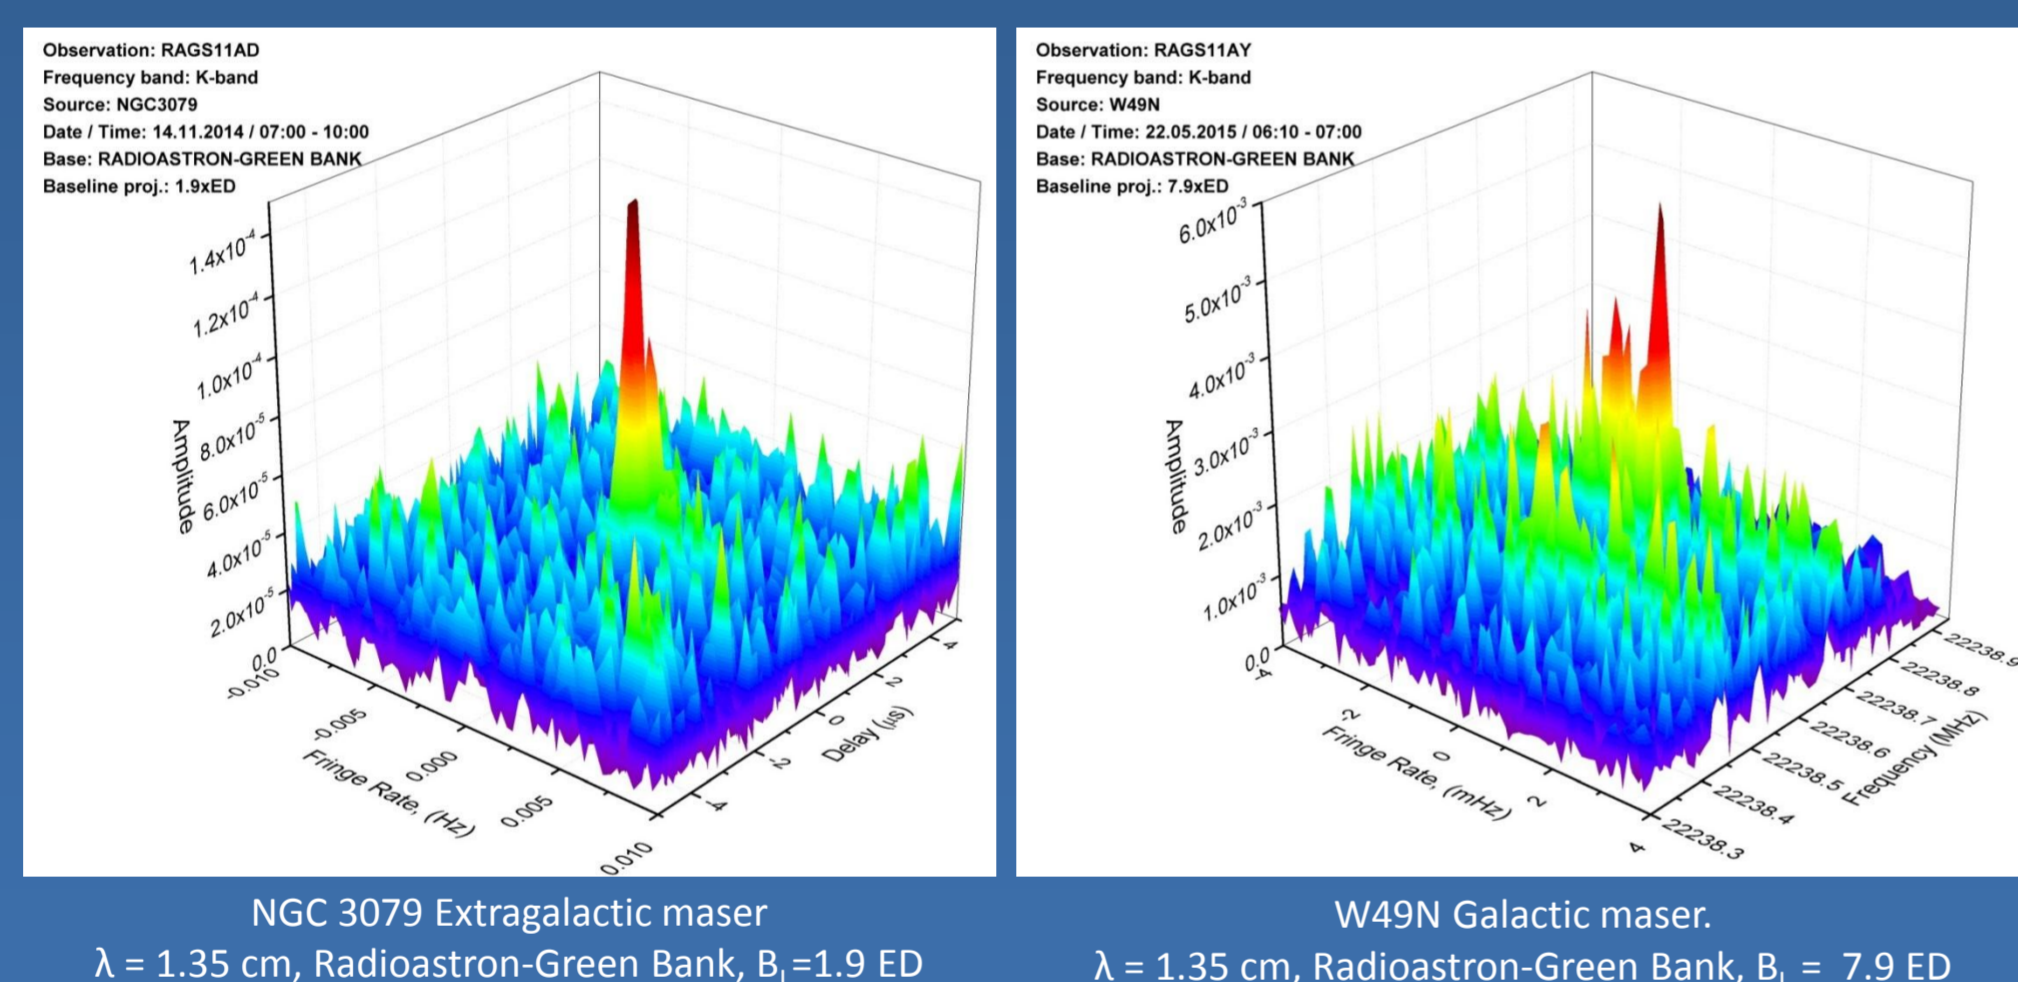 Observation: RAGS11AD
Frequency band: K-band
Source: NGC3079
Date / Time: 14.11.2014 / 07:00 - 10:00
Base: RADIOASTRON-GREEN BANK
Baseline proj.: 1.9xED
1.4x10⁻⁴
1.2x10⁻⁴
1.0x10⁻⁴
8.0x10⁻⁵
6.0x10⁻⁵
4.0x10⁻⁵
2.0x10⁻⁵
0.0
Amplitude
-0.010
-0.005
0.000
0.005
0.010
Fringe Rate, (Hz)
-4
-2
0
2
4
Delay (µs)
Observation: RAGS11AY
Frequency band: K-band
Source: W49N
Date / Time: 22.05.2015 / 06:10 - 07:00
Base: RADIOASTRON-GREEN BANK
Baseline proj.: 7.9xED
6.0x10⁻³
5.0x10⁻³
4.0x10⁻³
3.0x10⁻³
2.0x10⁻³
1.0x10⁻³
0.0
Amplitude
-4
2
0
2
4
Fringe Rate, (mHz)
22238.3
22238.4
22238.5
22238.6
22238.7
22238.8
22238.9
Frequency (MHz)
NGC 3079 Extragalactic maser
λ = 1.35 cm, Radioastron-Green Bank, B⊥=1.9 ED
W49N Galactic maser.
λ = 1.35 cm, Radioastron-Green Bank, B⊥ = 7.9 ED